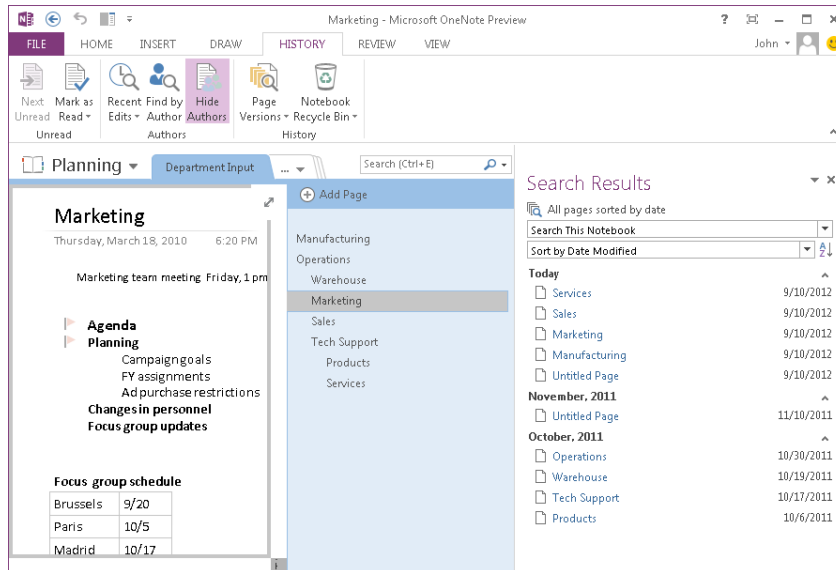 Marketing - Microsoft OneNote Preview
?
FILE HOME INSERT DRAW HISTORY REVIEW VIEW John
Next Unread
Mark as Read
Unread
Recent Edits
Find by Author
Hide Authors
Authors
Page Versions
Notebook Recycle Bin
History
Planning
Department Input
...
Search (Ctrl+E)
Marketing
Thursday, March 18, 2010 6:20 PM
Marketing team meeting Friday, 1 pm
Agenda
Planning
Campaign goals
FY assignments
Ad purchase restrictions
Changes in personnel
Focus group updates
Focus group schedule
Brussels 9/20
Paris 10/5
Madrid 10/17
Add Page
Manufacturing
Operations
Warehouse
Marketing
Sales
Tech Support
Products
Services
Search Results
All pages sorted by date
Search This Notebook
Sort by Date Modified
Today
Services 9/10/2012
Sales 9/10/2012
Marketing 9/10/2012
Manufacturing 9/10/2012
Untitled Page 9/10/2012
November, 2011
Untitled Page 11/10/2011
October, 2011
Operations 10/30/2011
Warehouse 10/19/2011
Tech Support 10/17/2011
Products 10/6/2011